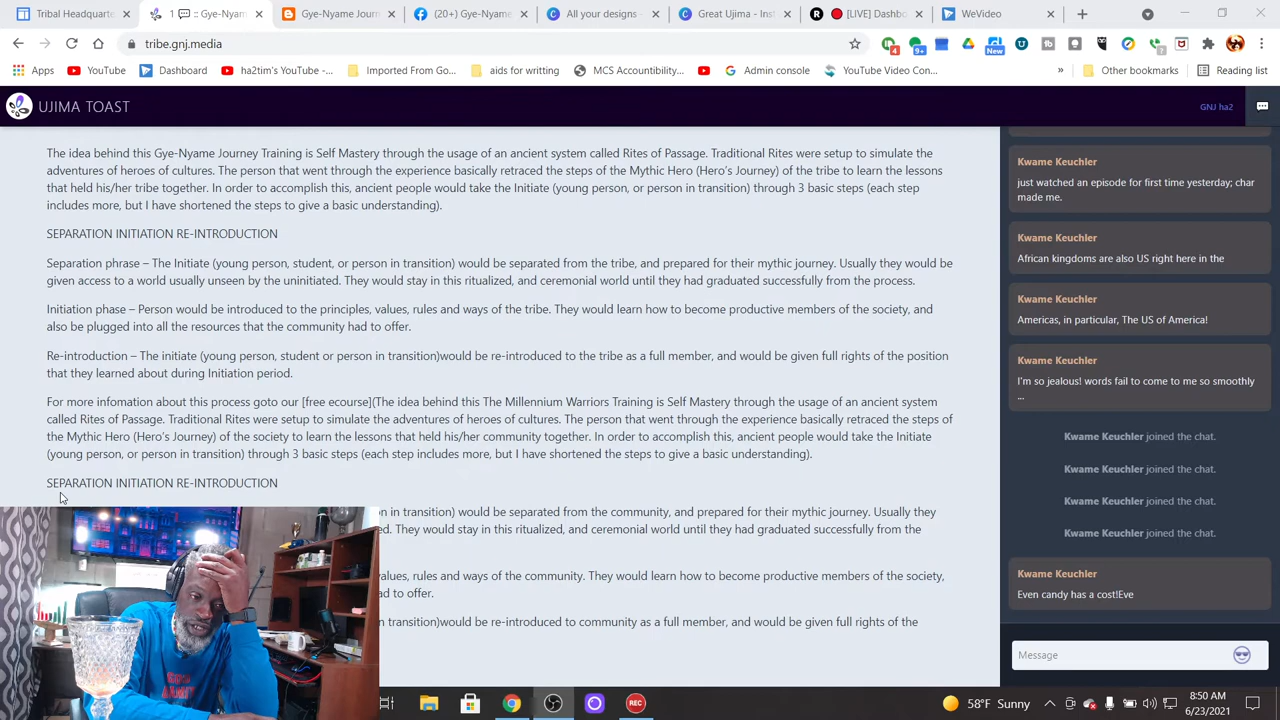 Tribal Headquarte
1 💬 :: Gye-Nyam
Gye-Nyame Journ
(20+) Gye-Nyame
All your designs -
Great Ujima - Inst
[LIVE] Dashbo
WeVideo
tribe.gnj.media
4
9+
New
Apps
YouTube
Dashboard
ha2tim's YouTube -...
Imported From Go...
aids for writting
MCS Accountibility...
Admin console
YouTube Video Con...
»
Other bookmarks
Reading list
UJIMA TOAST
GNJ ha2
The idea behind this Gye-Nyame Journey Training is Self Mastery through the usage of an ancient system called Rites of Passage. Traditional Rites were setup to simulate the
adventures of heroes of cultures. The person that went through the experience basically retraced the steps of the Mythic Hero (Hero's Journey) of the tribe to learn the lessons
that held his/her tribe together. In order to accomplish this, ancient people would take the Initiate (young person, or person in transition) through 3 basic steps (each step
includes more, but I have shortened the steps to give a basic understanding).
SEPARATION INITIATION RE-INTRODUCTION
Separation phrase – The Initiate (young person, student, or person in transition) would be separated from the tribe, and prepared for their mythic journey. Usually they would be
given access to a world usually unseen by the uninitiated. They would stay in this ritualized, and ceremonial world until they had graduated successfully from the process.
Initiation phase – Person would be introduced to the principles, values, rules and ways of the tribe. They would learn how to become productive members of the society, and
also be plugged into all the resources that the community had to offer.
Re-introduction – The initiate (young person, student or person in transition)would be re-introduced to the tribe as a full member, and would be given full rights of the position
that they learned about during Initiation period.
For more infomation about this process goto our [free ecourse](The idea behind this The Millennium Warriors Training is Self Mastery through the usage of an ancient system
called Rites of Passage. Traditional Rites were setup to simulate the adventures of heroes of cultures. The person that went through the experience basically retraced the steps of
the Mythic Hero (Hero's Journey) of the society to learn the lessons that held his/her community together. In order to accomplish this, ancient people would take the Initiate
(young person, or person in transition) through 3 basic steps (each step includes more, but I have shortened the steps to give a basic understanding).
SEPARATION INITIATION RE-INTRODUCTION
in transition) would be separated from the community, and prepared for their mythic journey. Usually they
ed. They would stay in this ritualized, and ceremonial world until they had graduated successfully from the
values, rules and ways of the community. They would learn how to become productive members of the society,
ad to offer.
n transition)would be re-introduced to community as a full member, and would be given full rights of the
Kwame Keuchler
just watched an episode for first time yesterday; char
made me.
Kwame Keuchler
African kingdoms are also US right here in the
Kwame Keuchler
Americas, in particular, The US of America!
Kwame Keuchler
I'm so jealous! words fail to come to me so smoothly
...
Kwame Keuchler joined the chat.
Kwame Keuchler joined the chat.
Kwame Keuchler joined the chat.
Kwame Keuchler joined the chat.
Kwame Keuchler
Even candy has a cost!Eve
Message
REC
58°F Sunny
8:50 AM
6/23/2021